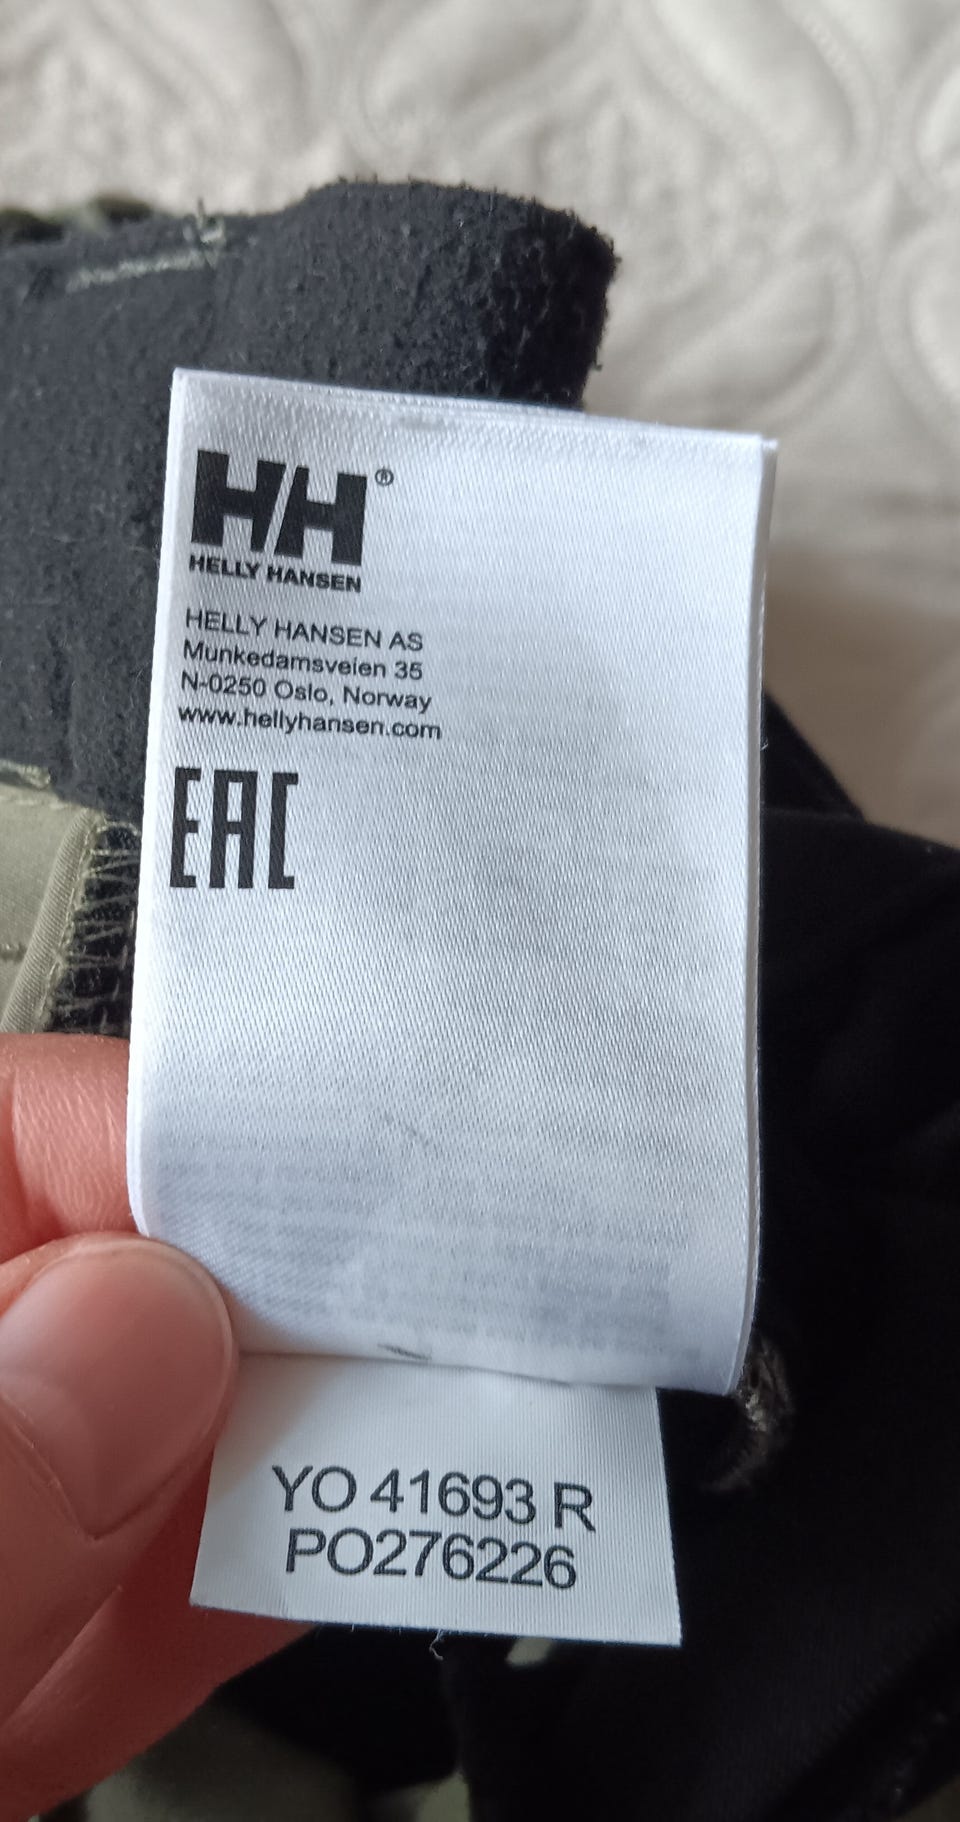 HH®
HELLY HANSEN
HELLY HANSEN AS
Munkedamsveien 35
N-0250 Oslo, Norway
www.hellyhansen.com
EAC
YO 41693 R
PO276226